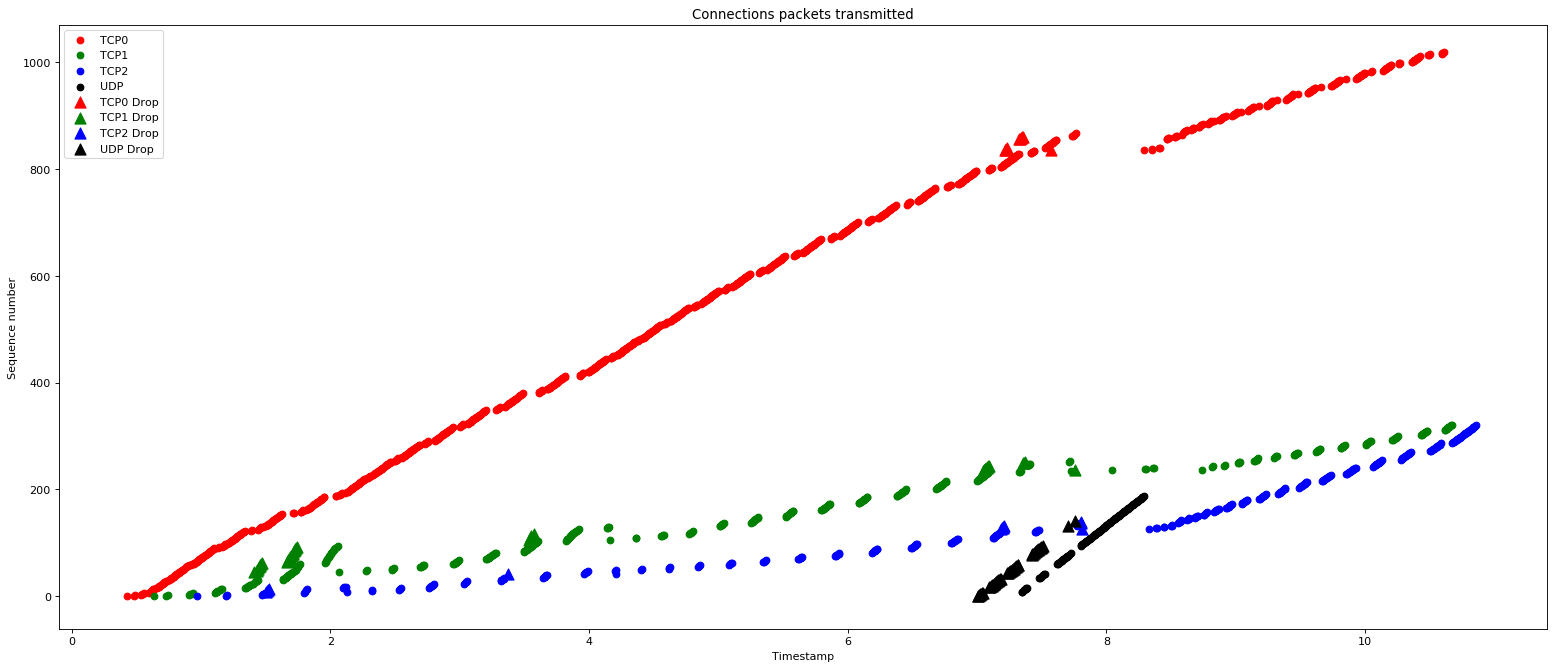 Connections packets transmitted
TCP0
TCP1
TCP2
UDP
TCP0 Drop
TCP1 Drop
TCP2 Drop
UDP Drop
1000
800
600
400
200
0
Sequence number
0 2 4 6 8 10
Timestamp